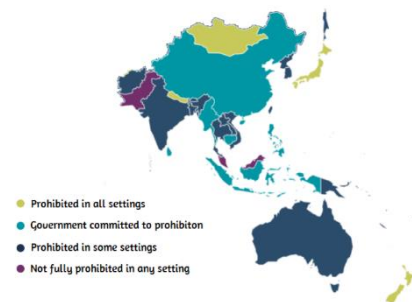 Prohibited in all settings
Government committed to prohibiton
Prohibited in some settings
Not fully prohibited in any setting